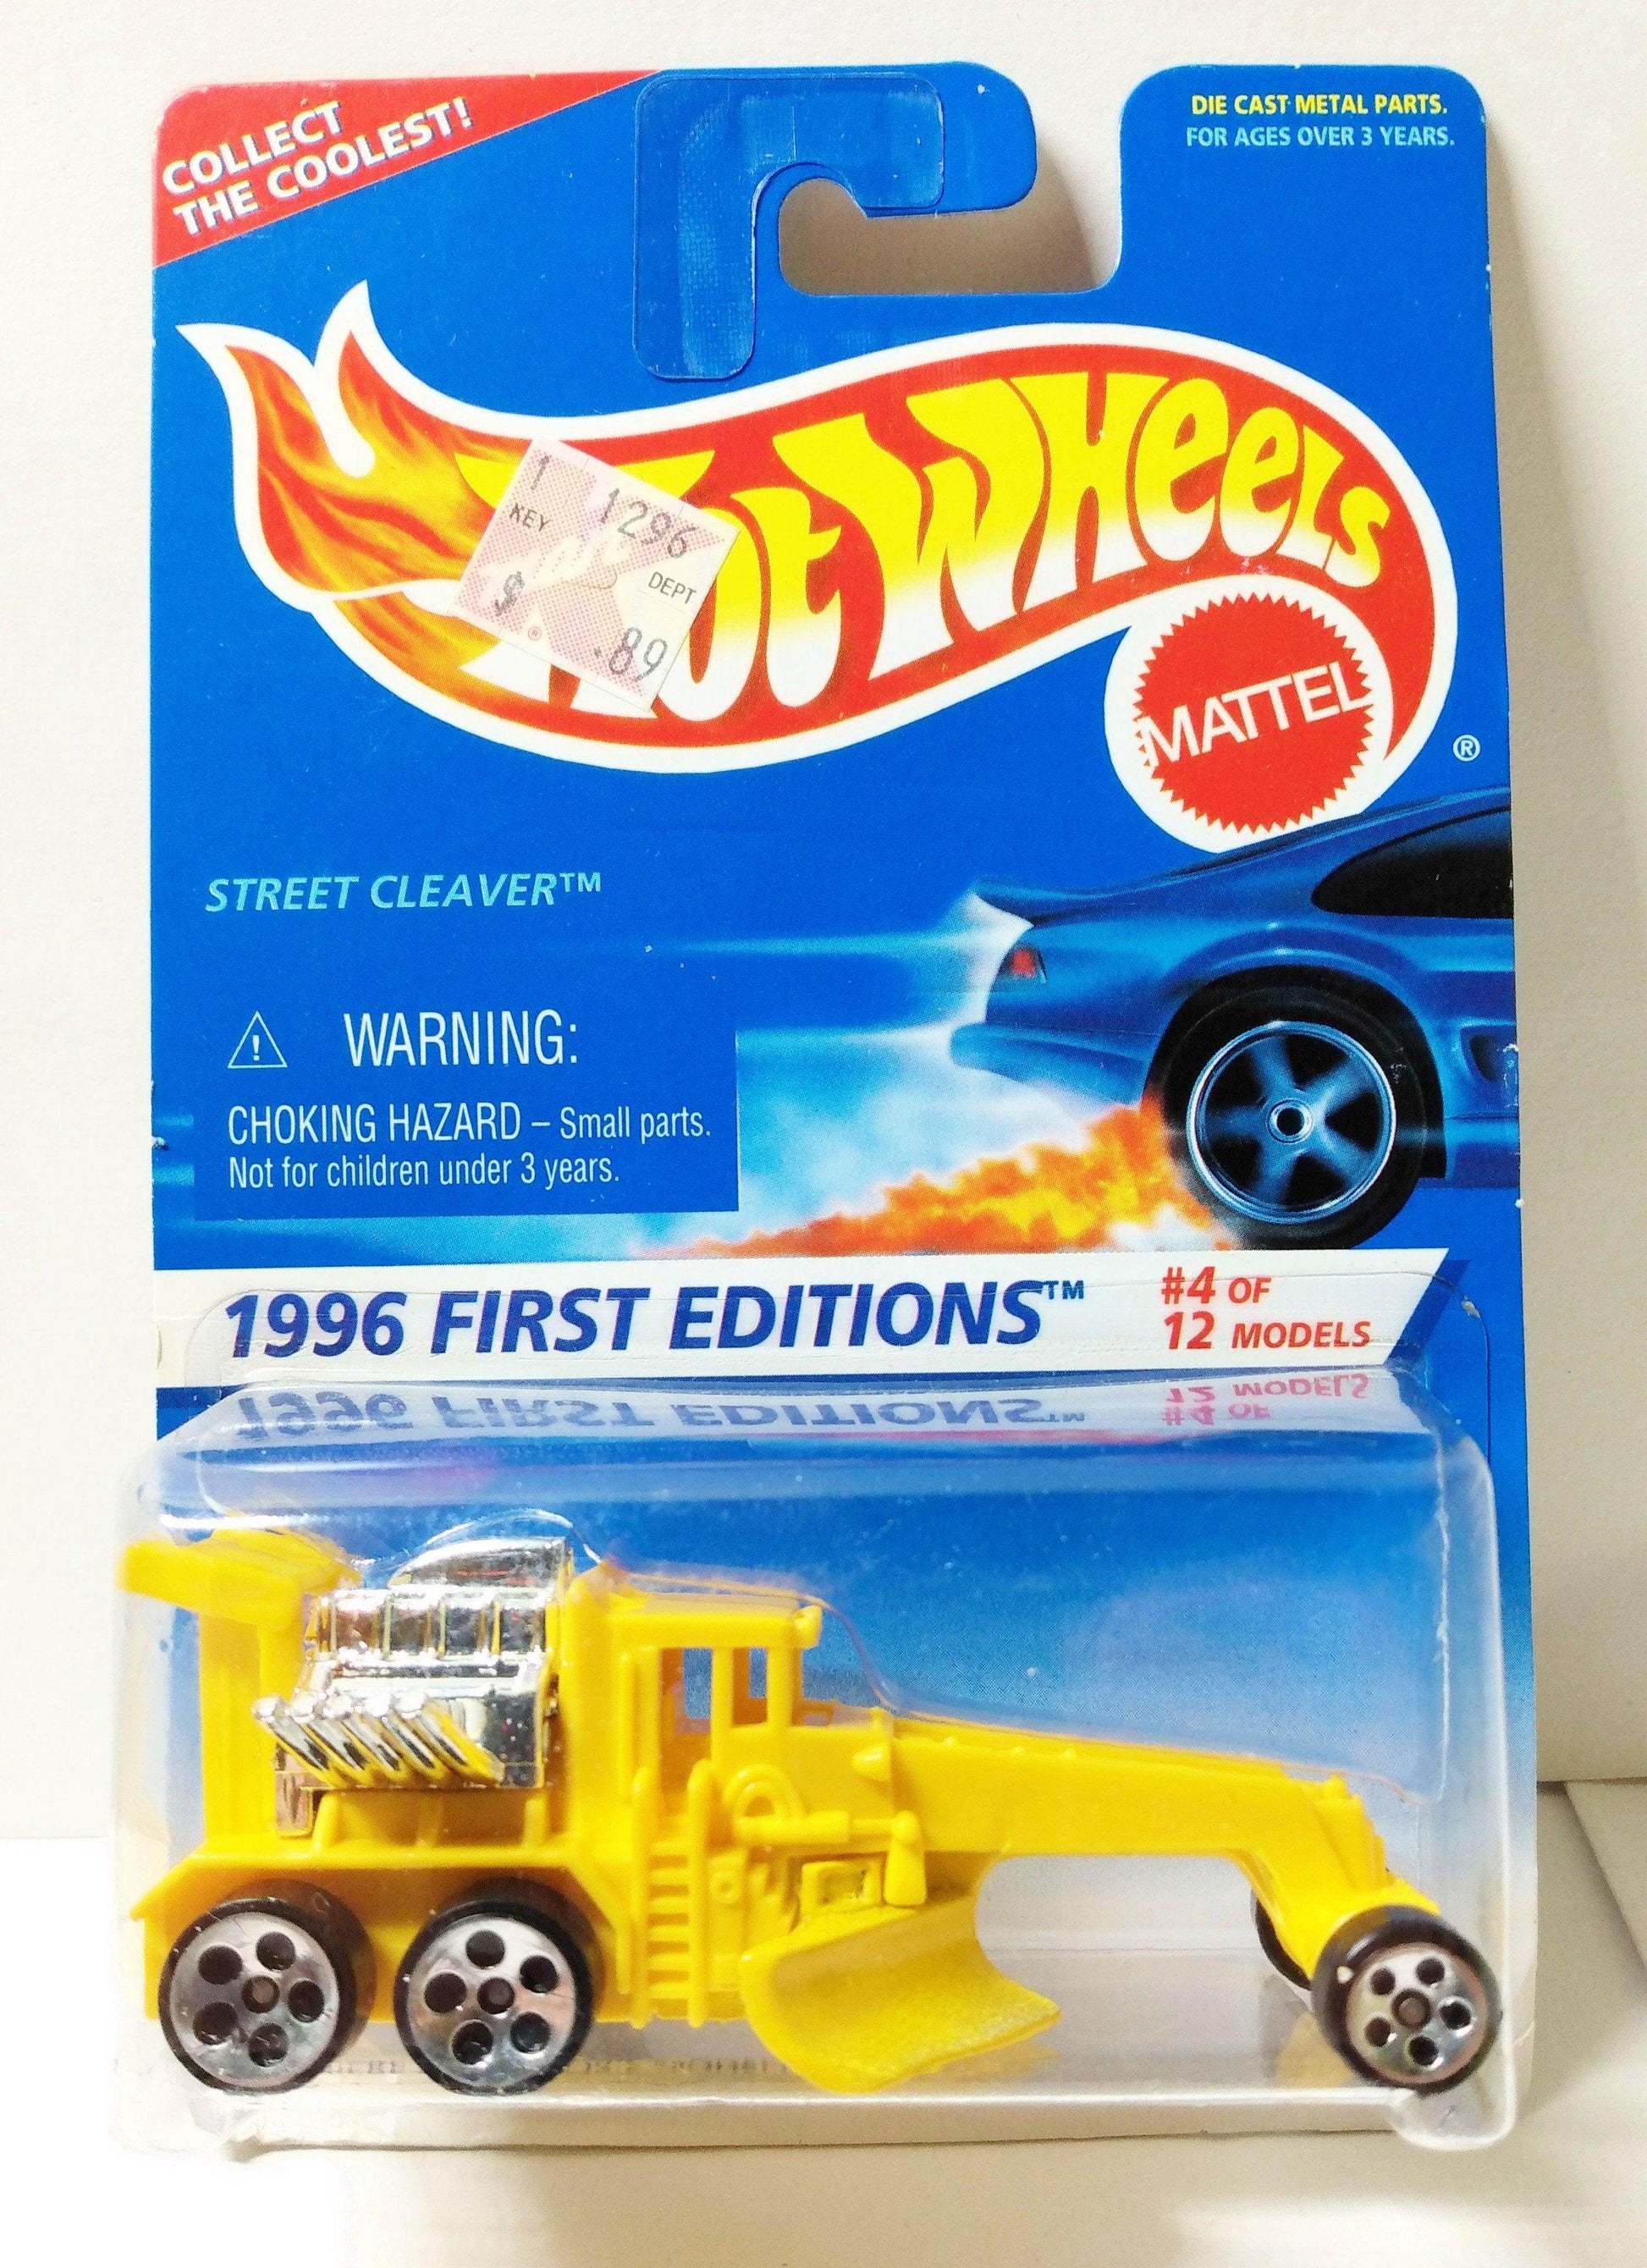 COLLECT
THE COOLEST!
DIE CAST METAL PARTS.
FOR AGES OVER 3 YEARS.
Hot Wheels
1 1296
KEY
DEPT
$ .89
®
MATTEL
®
STREET CLEAVER™
WARNING:
CHOKING HAZARD – Small parts.
Not for children under 3 years.
1996 FIRST EDITIONS™
#4 OF
12 MODELS